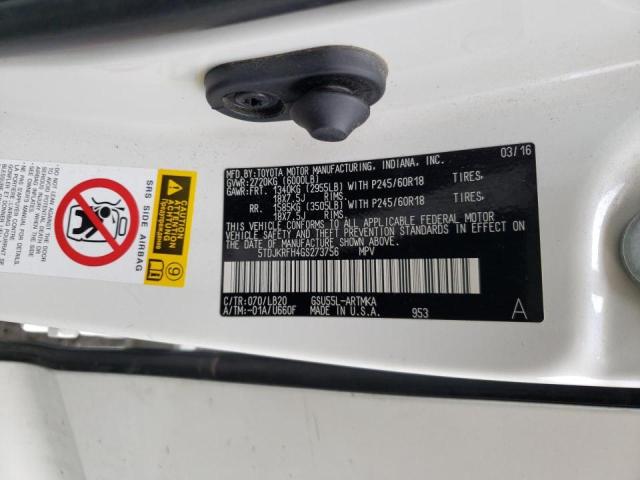 03/16
MFD. BY: TOYOTA MOTOR MANUFACTURING, INDIANA, INC.
GVWR: 2720KG (6000LB)
GAWR: FRT. 1340KG (2955LB) WITH P245/60R18 TIRES,
18X7.5J RIMS.
RR. 1585KG (3505LB) WITH P245/60R18 TIRES,
18X7.5J RIMS.
THIS VEHICLE CONFORMS TO ALL APPLICABLE FEDERAL MOTOR
VEHICLE SAFETY AND THEFT PREVENTION STANDARDS IN EFFECT
ON THE DATE OF MANUFACTURE SHOWN ABOVE.
5TDJKRFH4GS273756 MPV
C/TR:070/LB20 GSU55L-ARTMKA A
A/TM:-01A/U660F MADE IN U.S.A. 953
SRS SIDE AIRBAG
CAUTION
ATTENTION
ACHTUNG
9